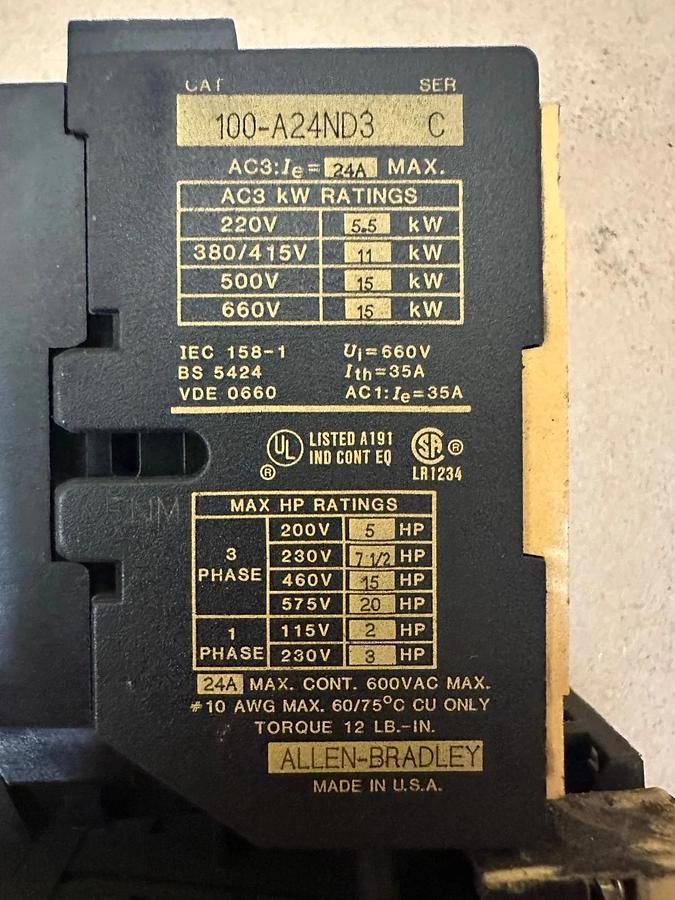 CAT SER
100-A24ND3 C
AC3:Ie= 24A MAX.
AC3 kW RATINGS
220V 5.5 kW
380/415V 11 kW
500V 15 kW
660V 15 kW
IEC 158-1 Ui=660V
BS 5424 Ith=35A
VDE 0660 AC1:Ie=35A
UL LISTED A191 SA ®
® IND CONT EQ LR1234
MAX HP RATINGS
3 PHASE 200V 5 HP
230V 7 1/2 HP
460V 15 HP
575V 20 HP
1 PHASE 115V 2 HP
230V 3 HP
24A MAX. CONT. 600VAC MAX.
#10 AWG MAX. 60/75°C CU ONLY
TORQUE 12 LB.-IN.
ALLEN-BRADLEY
MADE IN U.S.A.